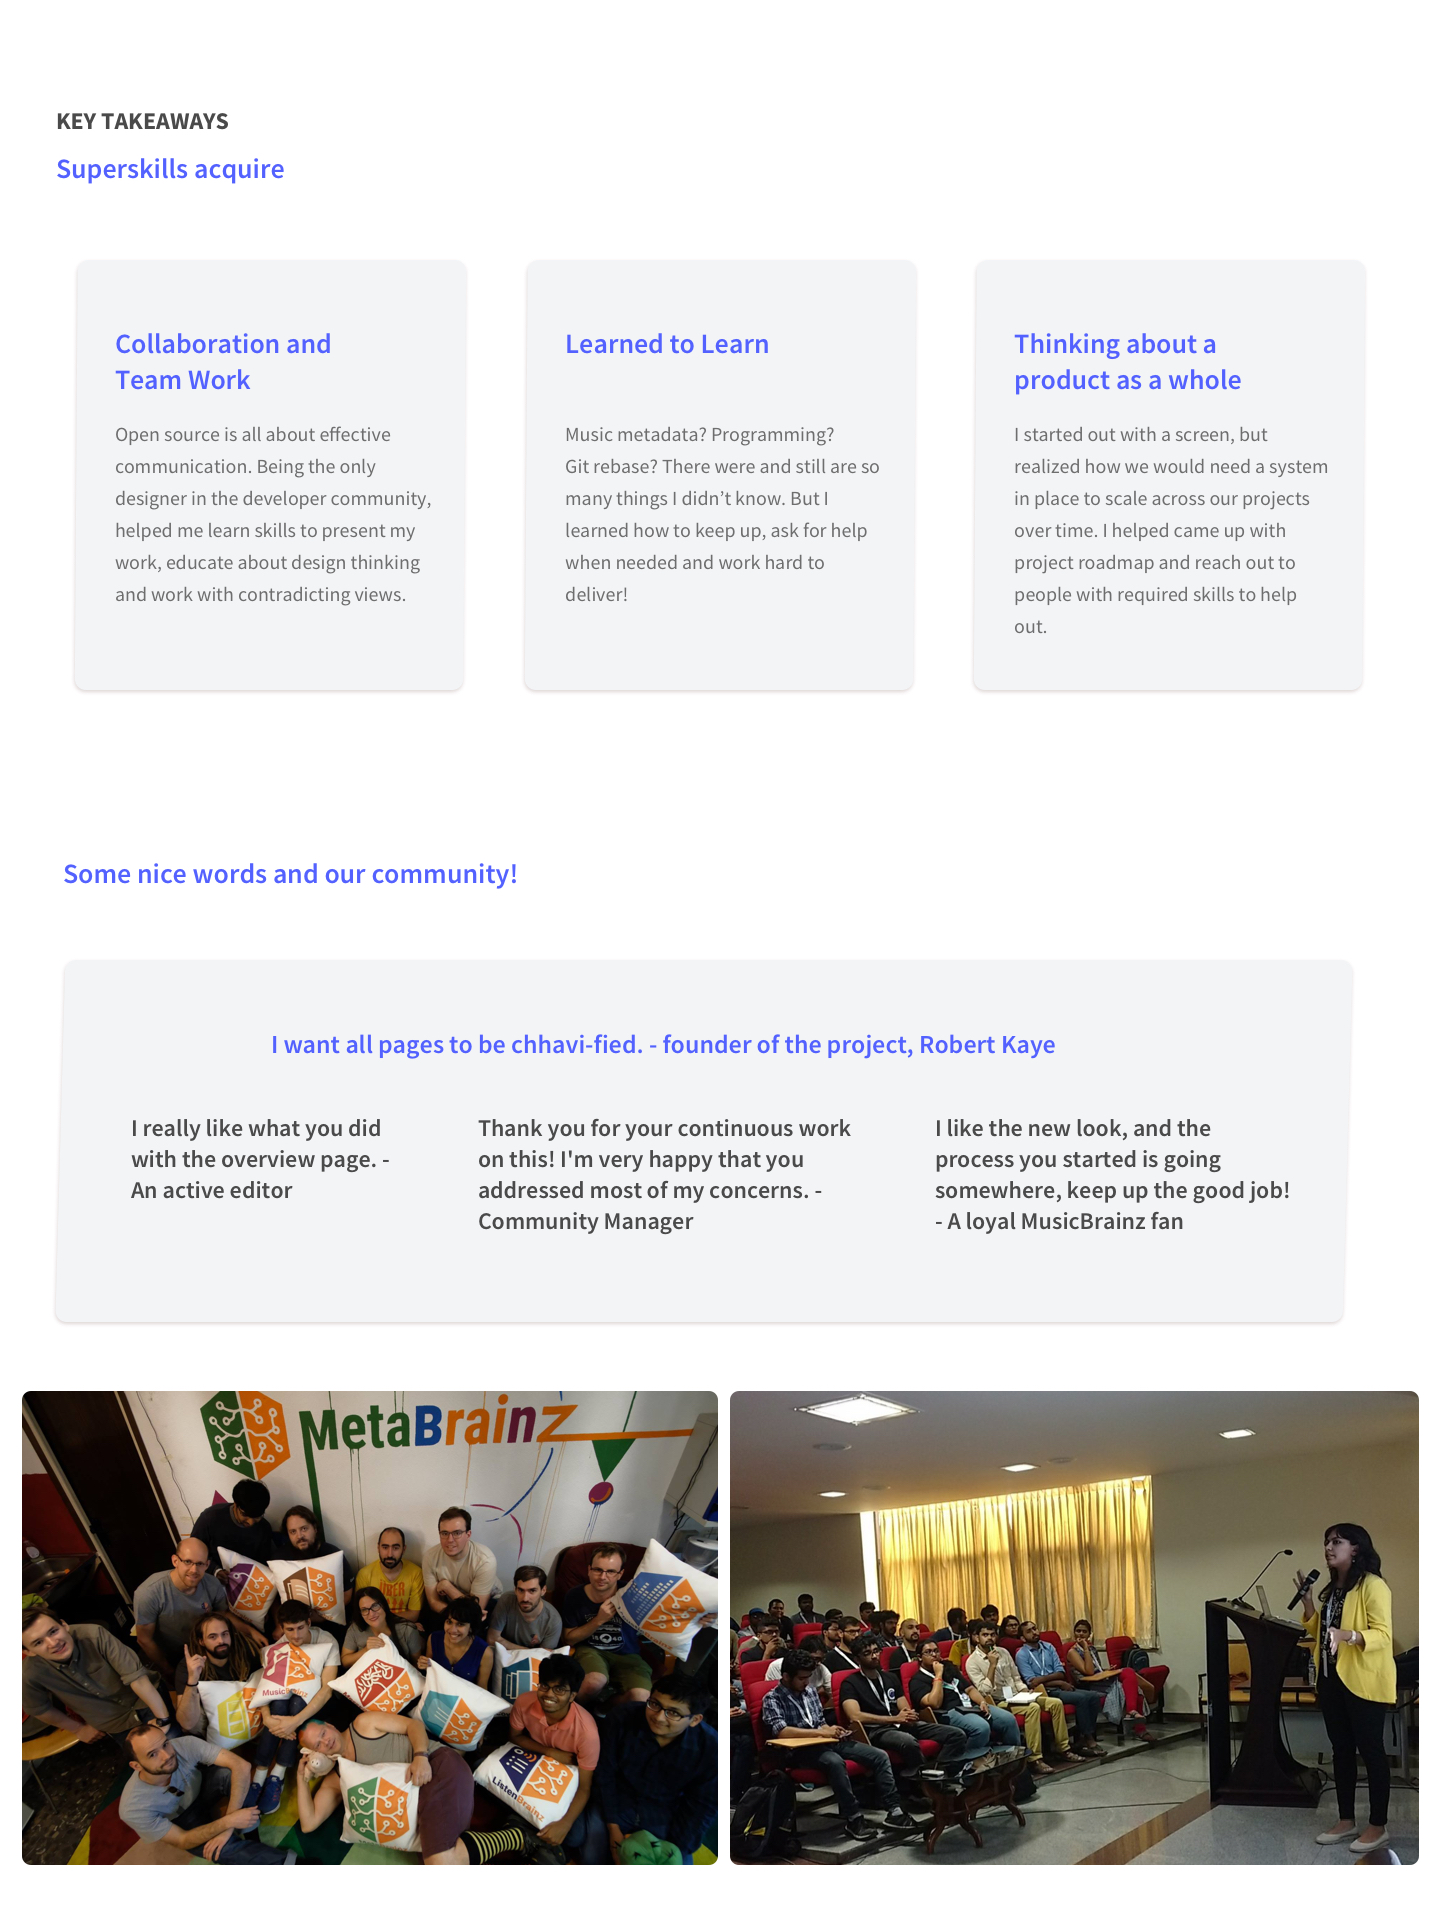 KEY TAKEAWAYS
Superskills acquire
Collaboration and
Team Work
Open source is all about effective
communication. Being the only
designer in the developer community,
helped me learn skills to present my
work, educate about design thinking
and work with contradicting views.
Learned to Learn
Music metadata? Programming?
Git rebase? There were and still are so
many things I didn’t know. But I
learned how to keep up, ask for help
when needed and work hard to
deliver!
Thinking about a
product as a whole
I started out with a screen, but
realized how we would need a system
in place to scale across our projects
over time. I helped came up with
project roadmap and reach out to
people with required skills to help
out.
Some nice words and our community!
I want all pages to be chhavi-fied. - founder of the project, Robert Kaye
I really like what you did
with the overview page. -
An active editor
Thank you for your continuous work
on this! I'm very happy that you
addressed most of my concerns. -
Community Manager
I like the new look, and the
process you started is going
somewhere, keep up the good job!
- A loyal MusicBrainz fan
MetaBrainz
MusicBrainz
ListenBrainz